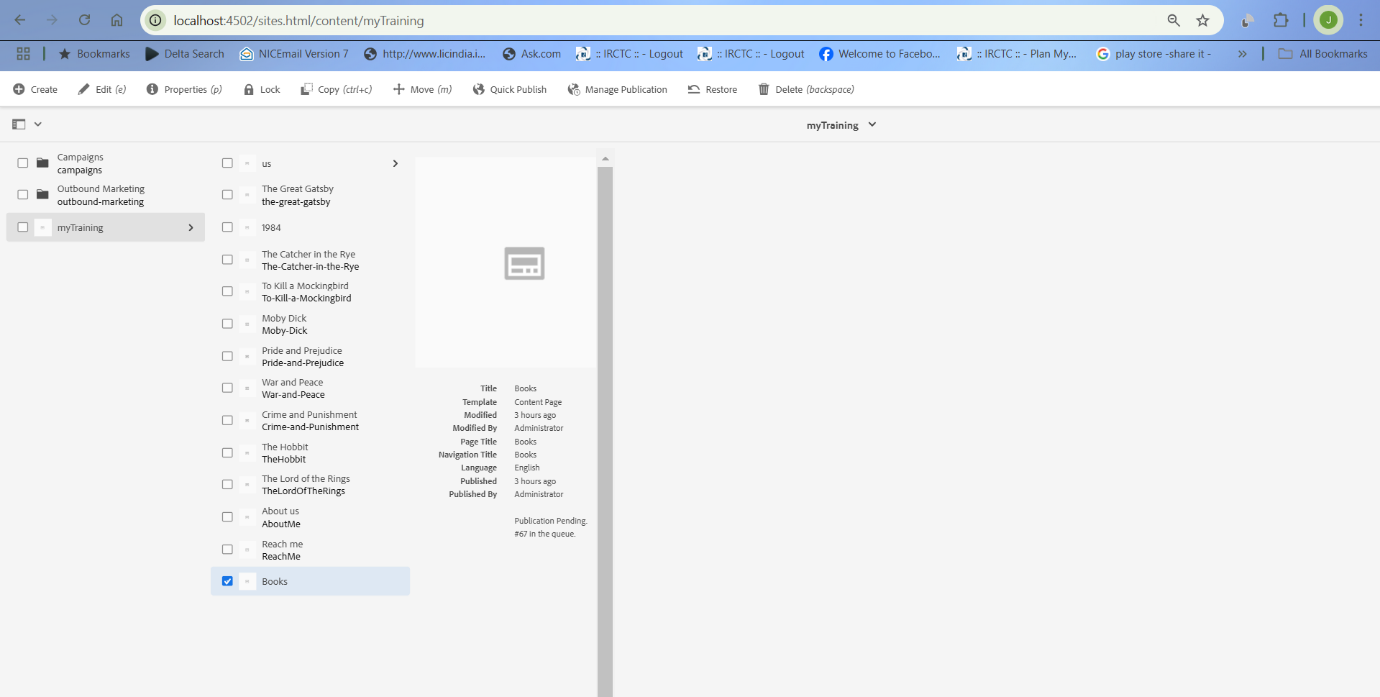 localhost:4502/sites.html/content/myTraining
J
Bookmarks Delta Search NICEmail Version 7 http://www.licindia.i... Ask.com :: IRCTC :: - Logout :: IRCTC :: - Logout Welcome to Facebo... :: IRCTC :: - Plan My... play store -share it - » All Bookmarks
Create Edit (e) Properties (p) Lock Copy (ctrl+c) Move (m) Quick Publish Manage Publication Restore Delete (backspace)
myTraining
Campaigns
campaigns
Outbound Marketing
outbound-marketing
myTraining
us
The Great Gatsby
the-great-gatsby
1984
The Catcher in the Rye
The-Catcher-in-the-Rye
To Kill a Mockingbird
To-Kill-a-Mockingbird
Moby Dick
Moby-Dick
Pride and Prejudice
Pride-and-Prejudice
War and Peace
War-and-Peace
Crime and Punishment
Crime-and-Punishment
The Hobbit
TheHobbit
The Lord of the Rings
TheLordOfTheRings
About us
AboutMe
Reach me
ReachMe
Books
Title Books
Template Content Page
Modified 3 hours ago
Modified By Administrator
Page Title Books
Navigation Title Books
Language English
Published 3 hours ago
Published By Administrator
Publication Pending.
#67 in the queue.